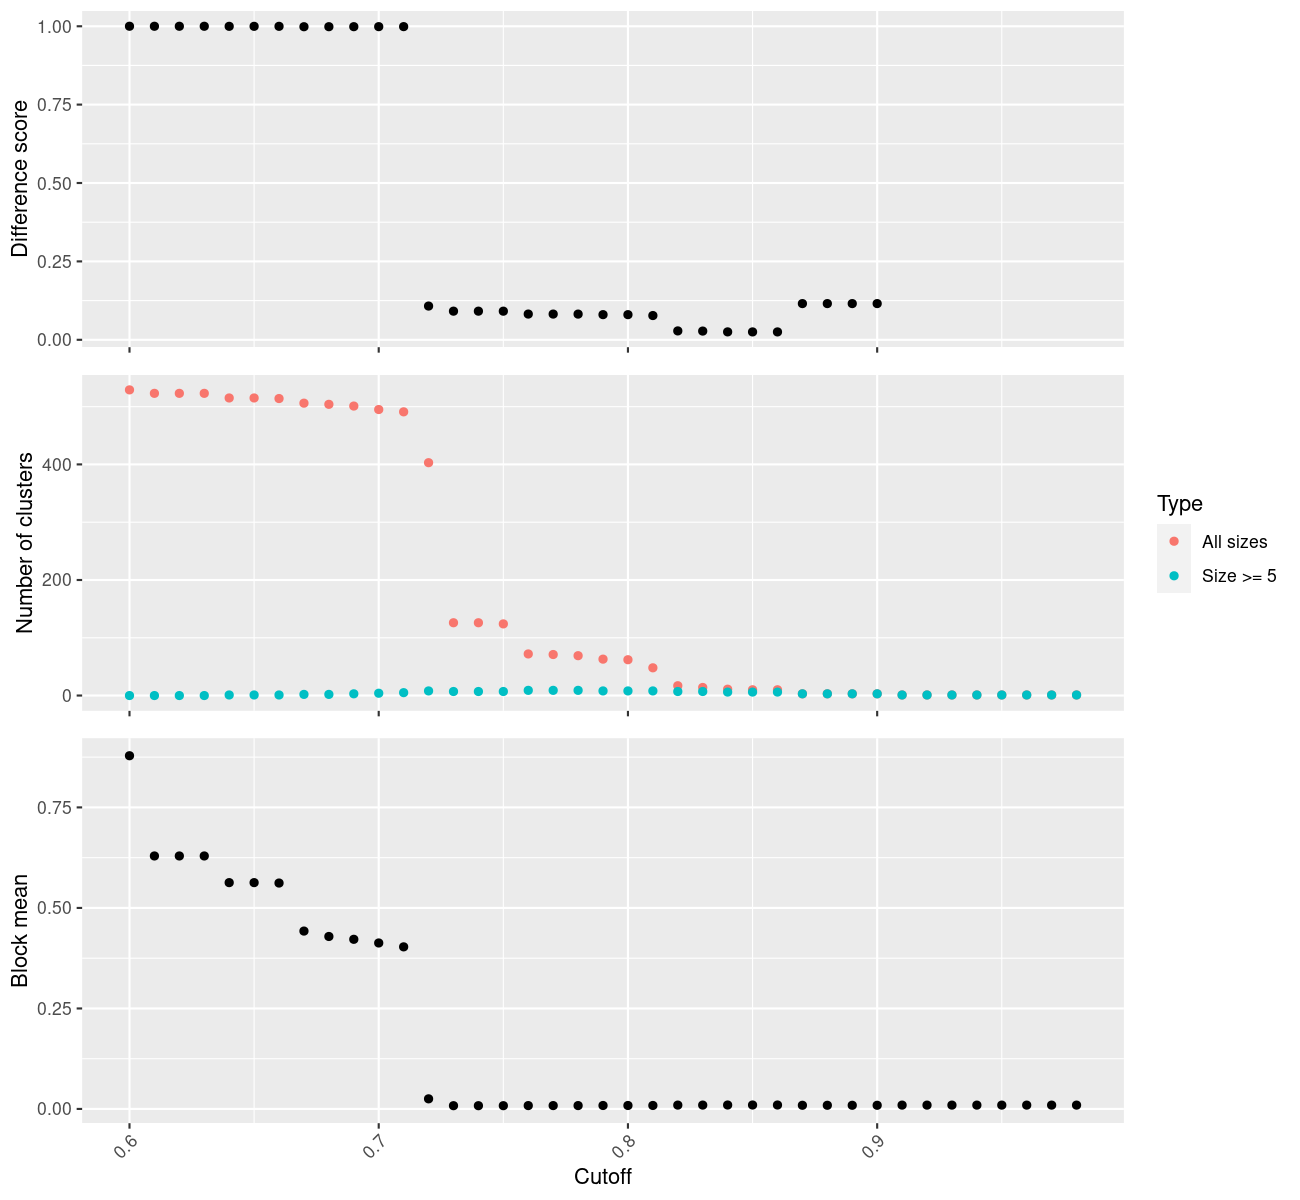 1.00
0.75
0.50
0.25
0.00
Difference score
400
200
0
Number of clusters
Type
All sizes
Size >= 5
0.75
0.50
0.25
0.00
Block mean
0.6 0.7 0.8 0.9
Cutoff